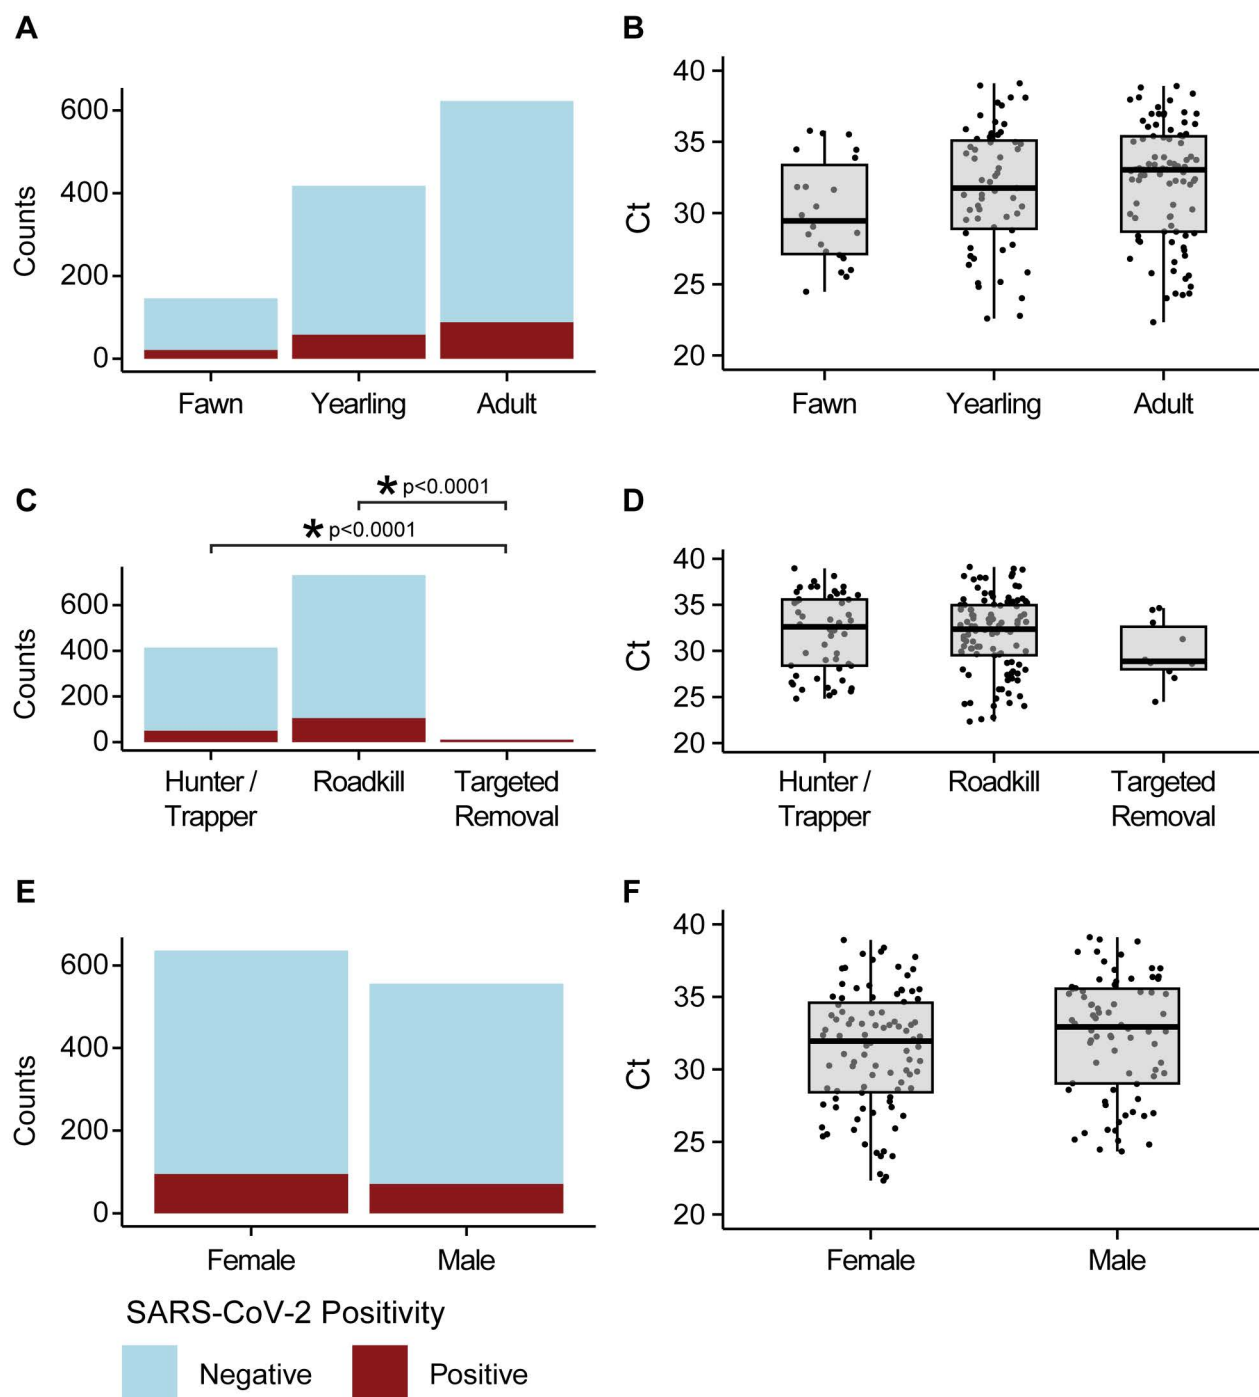 A
B
Counts
600
400
200
0
Fawn
Yearling
Adult
Ct
40
35
30
25
20
Fawn
Yearling
Adult
C
D
* p<0.0001
* p<0.0001
Counts
600
400
200
0
Hunter /
Trapper
Roadkill
Targeted
Removal
Ct
40
35
30
25
20
Hunter /
Trapper
Roadkill
Targeted
Removal
E
F
Counts
600
400
200
0
Female
Male
Ct
40
35
30
25
20
Female
Male
SARS-CoV-2 Positivity
Negative
Positive